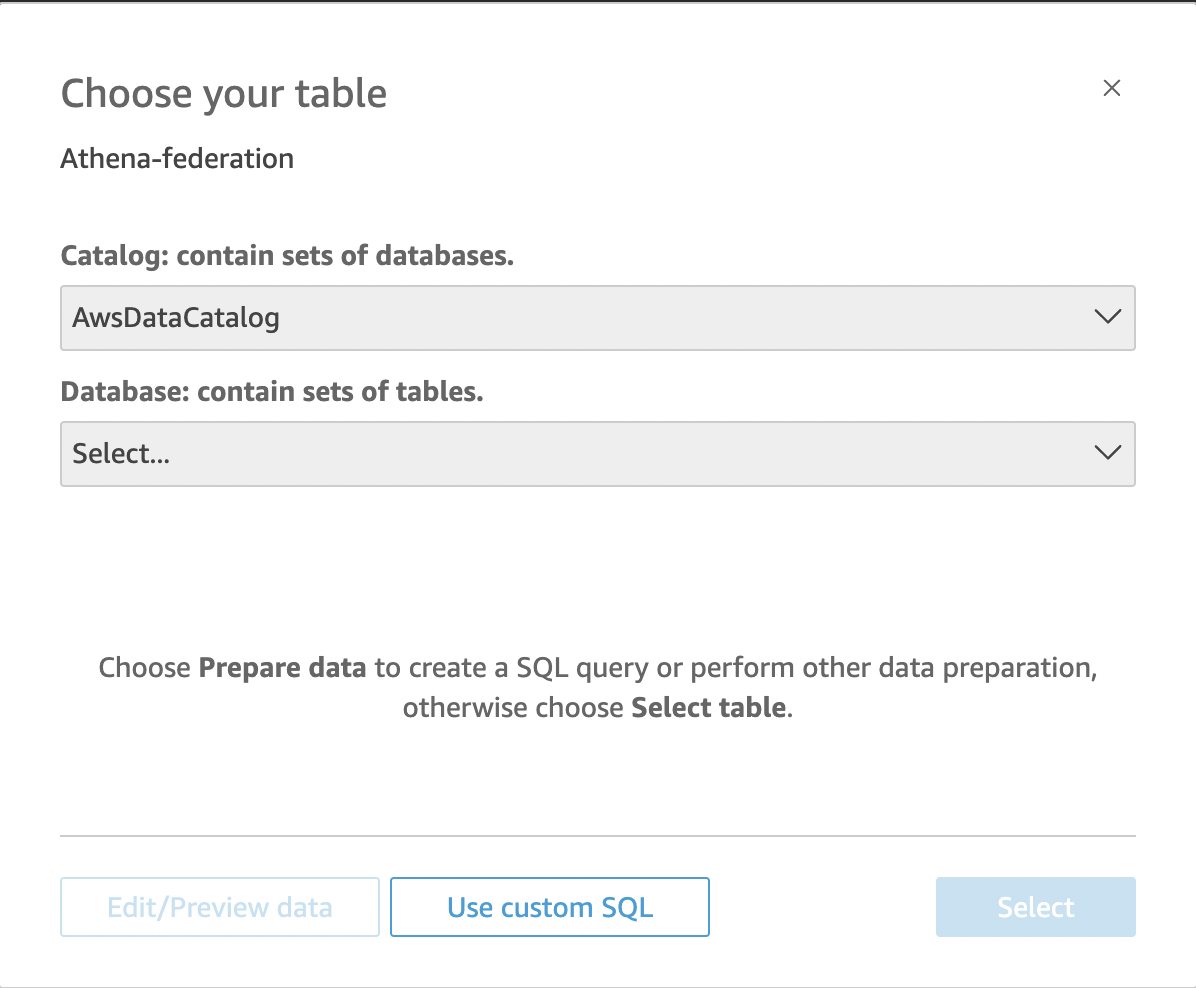 Choose your table
Athena-federation
Catalog: contain sets of databases.
AwsDataCatalog
Database: contain sets of tables.
Select...
Choose Prepare data to create a SQL query or perform other data preparation,
otherwise choose Select table.
Edit/Preview data
Use custom SQL
Select